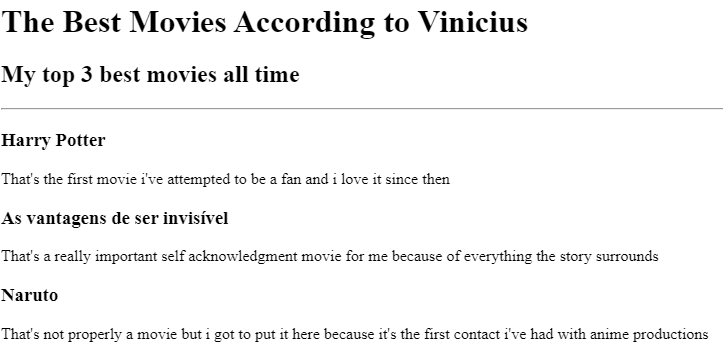 The Best Movies According to Vinicius
My top 3 best movies all time
Harry Potter
That's the first movie i've attempted to be a fan and i love it since then
As vantagens de ser invisível
That's a really important self acknowledgment movie for me because of everything the story surrounds
Naruto
That's not properly a movie but i got to put it here because it's the first contact i've had with anime productions